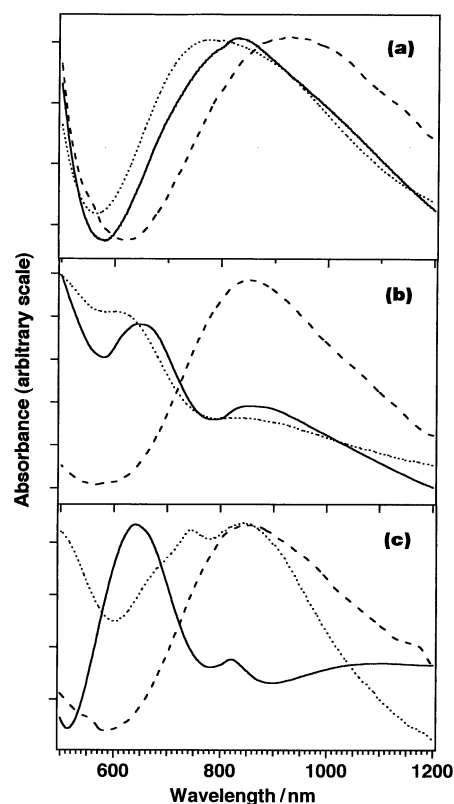 (a)
(b)
Absorbance (arbitrary scale)
(c)
600 800 1000 1200
Wavelength / nm